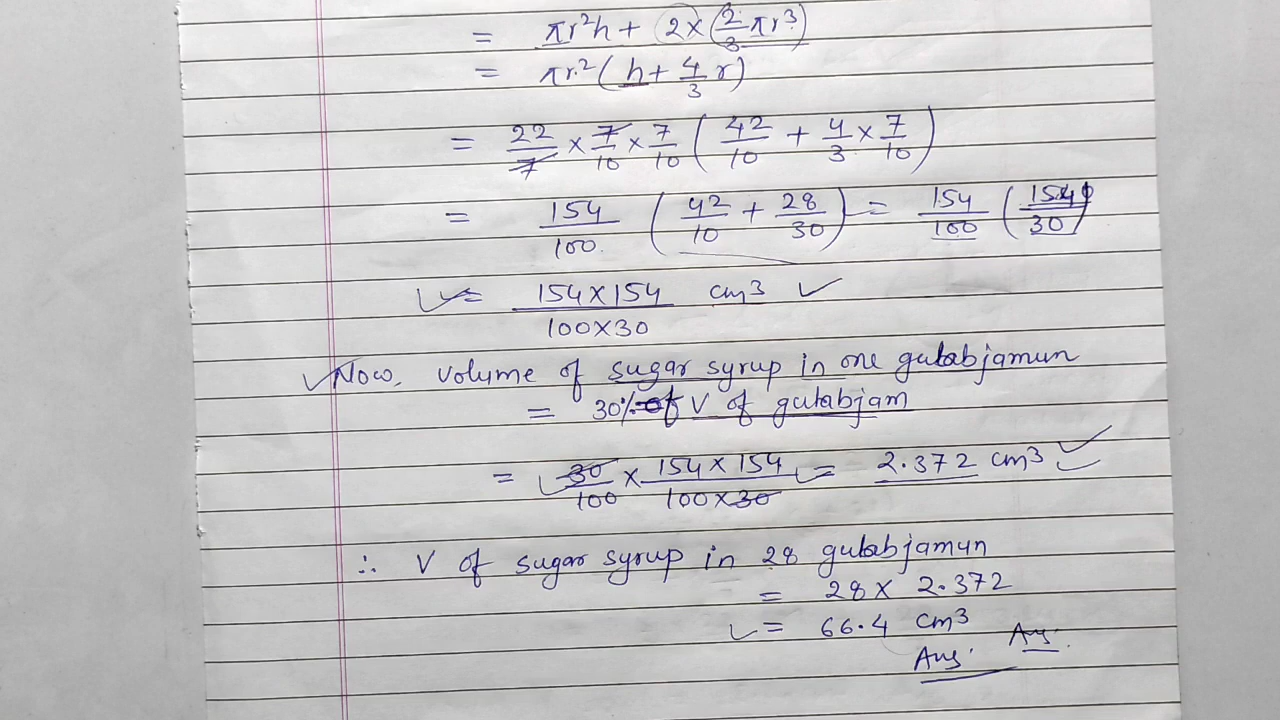 = πr²h + 2×(2/3 πr³)
= πr²(h + 4/3 r)
= 22/7 × 7/10 × 7/10 (42/10 + 4/3 × 7/10)
= 154/100 (42/10 + 28/30) = 154/100 (154/30)
= 154×154/100×30 cm³
Now, volume of sugar syrup in one gulabjamun
= 30% of V of gulabjam
= 30/100 × 154×154/100×30 = 2.372 cm³
∴ V of sugar syrup in 28 gulabjamun
= 28× 2.372
= 66.4 cm³
Ans. Ans.